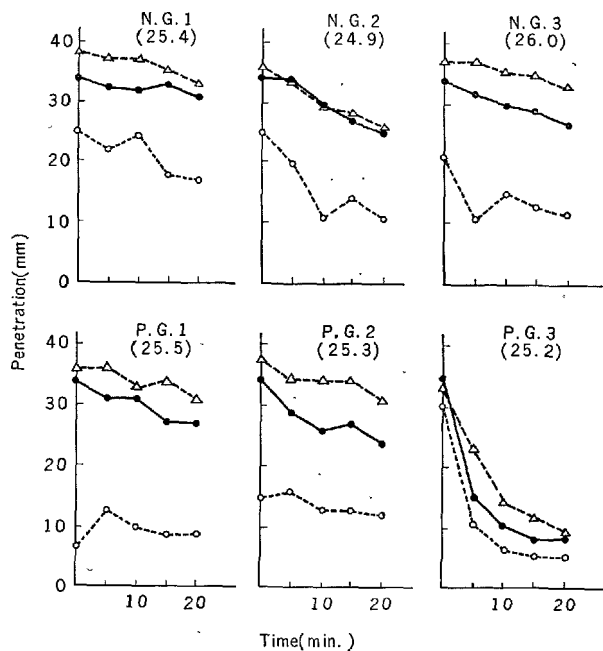 N.G.1
(25.4)
N.G.2
(24.9)
N.G.3
(26.0)
40
30
20
10
0
Penetration(mm)
P.G.1
(25.5)
P.G.2
(25.3)
P.G.3
(25.2)
40
30
20
10
0
10 20
10 20
10 20
Time(min.)